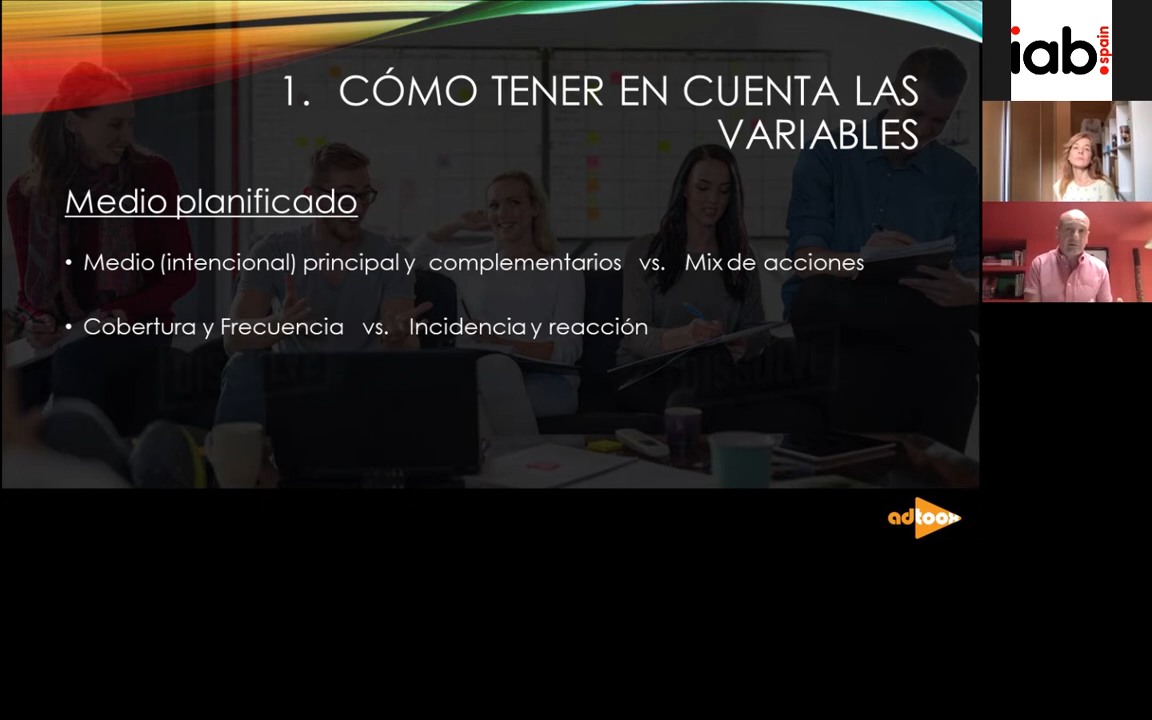 1. CÓMO TENER EN CUENTA LAS
VARIABLES
Medio planificado
• Medio (intencional) principal y complementarios vs. Mix de acciones
• Cobertura y Frecuencia vs. Incidencia y reacción
iab
spain
adtoox